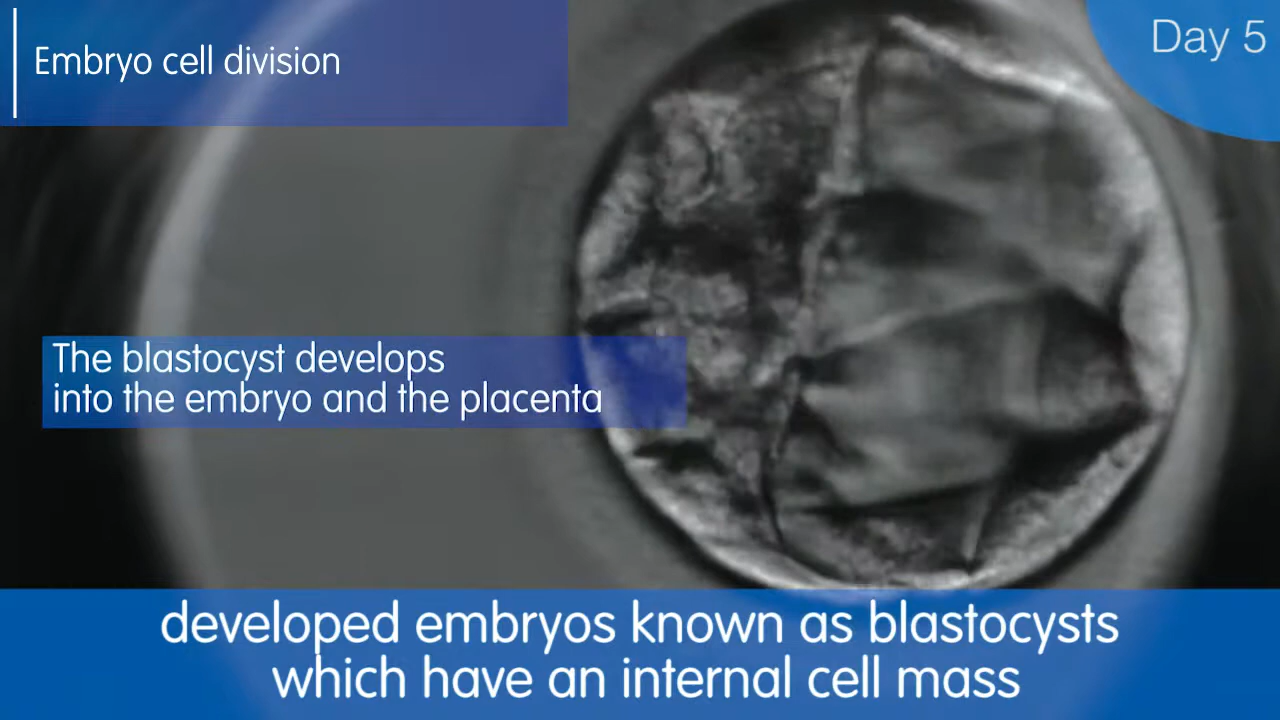 Embryo cell division
Day 5
The blastocyst develops
into the embryo and the placenta
developed embryos known as blastocysts
which have an internal cell mass